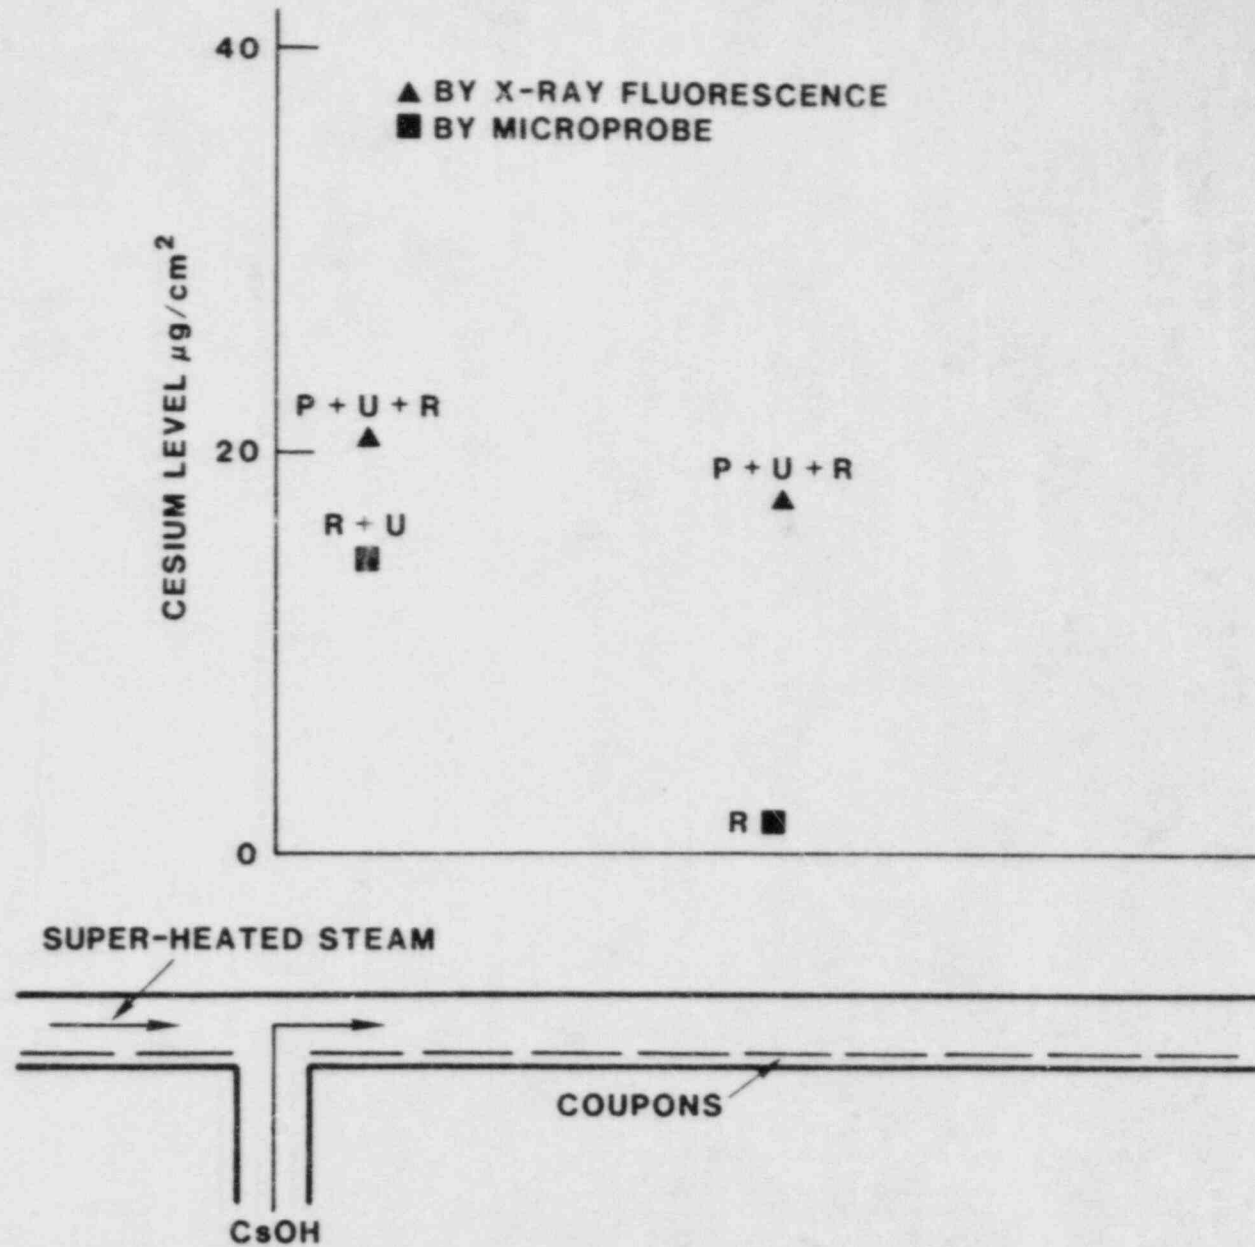 40
▲ BY X-RAY FLUORESCENCE
■ BY MICROPROBE
CESIUM LEVEL μg/cm²
P + U + R
20
P + U + R
R + U
R
0
SUPER-HEATED STEAM
COUPONS
CsOH